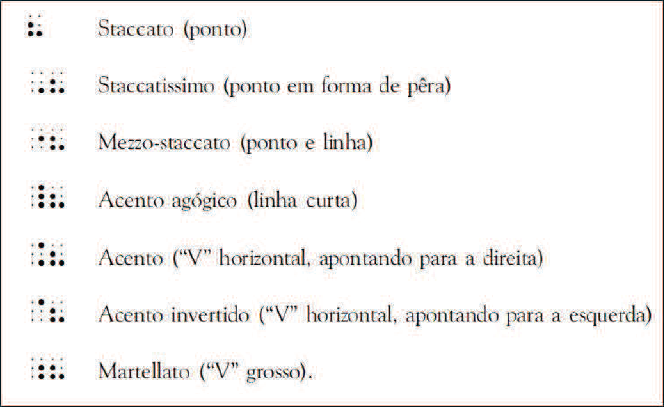 ⠦ Staccato (ponto)
⠠⠦ Staccatissimo (ponto em forma de pêra)
⠐⠦ Mezzo-staccato (ponto e linha)
⠸⠦ Acento agógico (linha curta)
⠨⠦ Acento (“V” horizontal, apontando para a direita)
⠈⠦ Acento invertido (“V” horizontal, apontando para a esquerda)
⠰⠦ Martellato (“V” grosso).